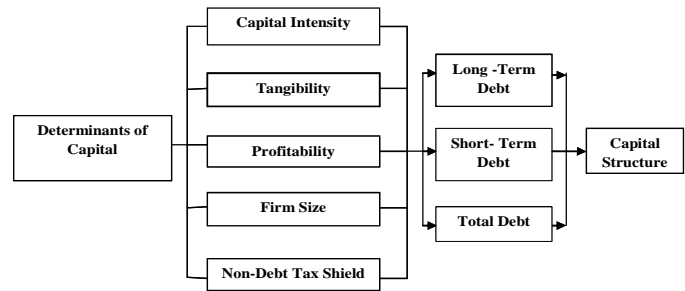 Capital Intensity
Tangibility
Determinants of
Capital
Profitability
Firm Size
Non-Debt Tax Shield
Long -Term
Debt
Short- Term
Debt
Total Debt
Capital
Structure